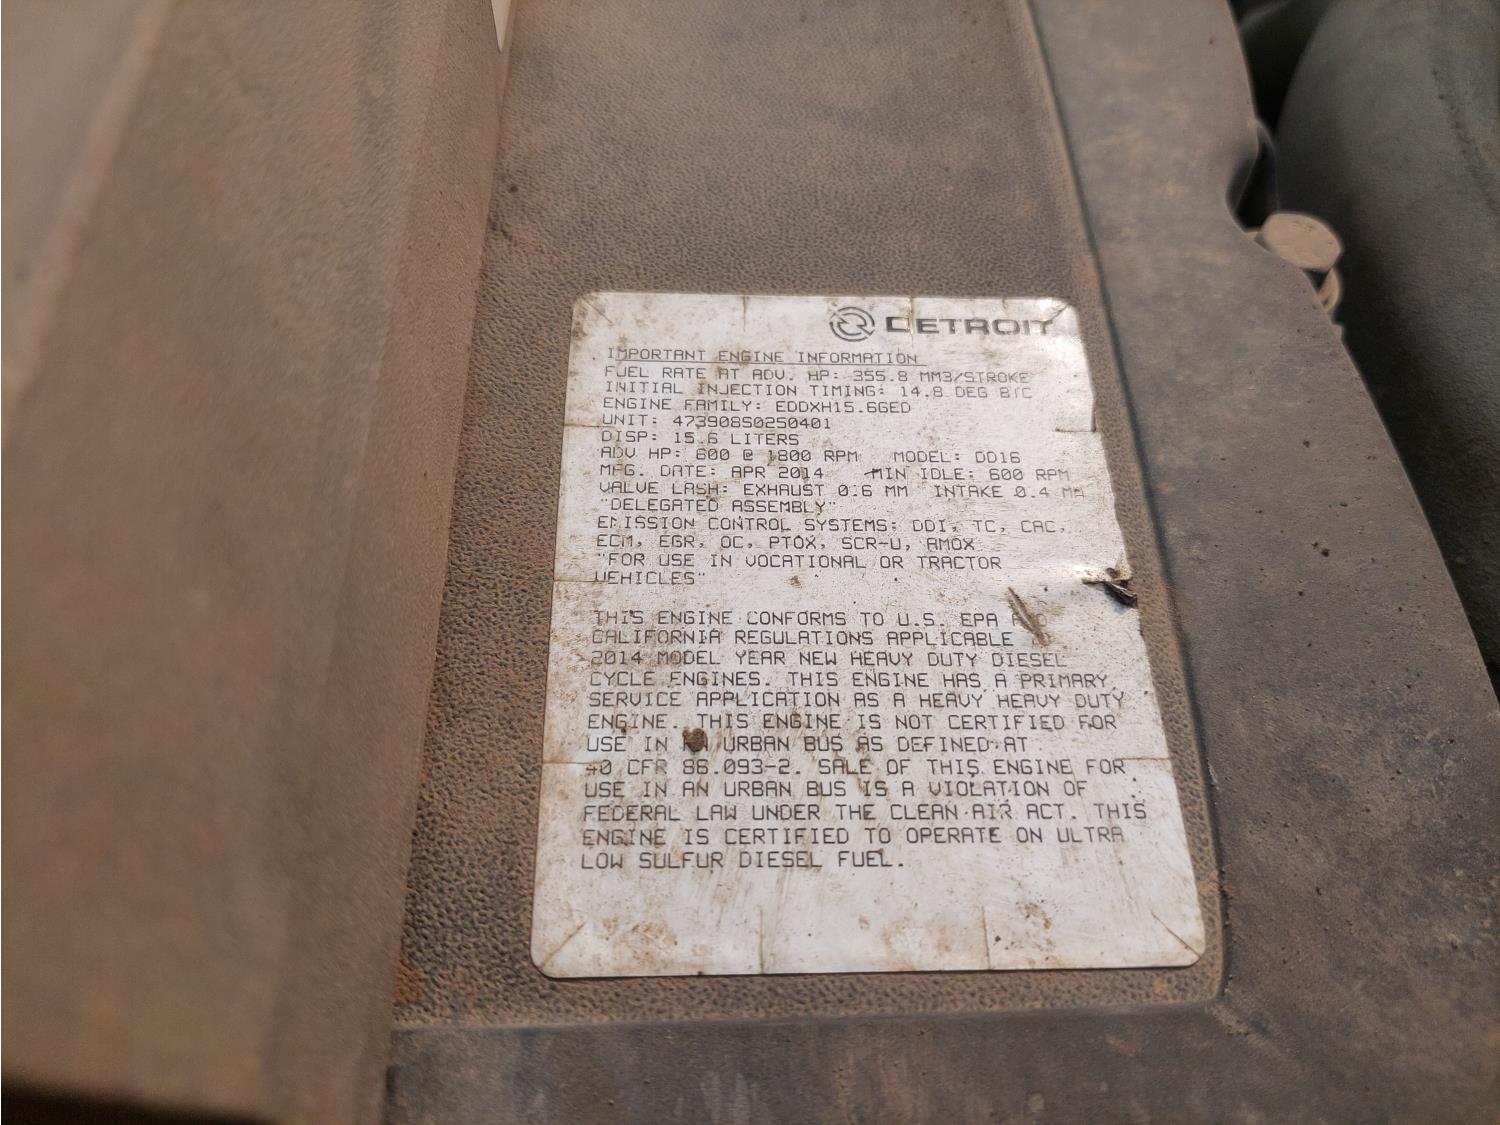 DETROIT
IMPORTANT ENGINE INFORMATION
FUEL RATE AT ADV. HP: 355.8 MM3/STROKE
INITIAL INJECTION TIMING: 14.8 DEG BTC
ENGINE FAMILY: EDDXH15.6GED
UNIT: 473908S0250401
DISP: 15.6 LITERS
ADV HP: 600 @ 1800 RPM MODEL: DD16
MFG. DATE: APR 2014 MIN IDLE: 600 RPM
VALVE LASH: EXHAUST 0.6 MM INTAKE 0.4 MM
"DELEGATED ASSEMBLY"
EMISSION CONTROL SYSTEMS: DDI, TC, CAC,
ECM, EGR, OC, PTOX, SCR-U, AMOX
"FOR USE IN VOCATIONAL OR TRACTOR
VEHICLES"
THIS ENGINE CONFORMS TO U.S. EPA AND
CALIFORNIA REGULATIONS APPLICABLE
2014 MODEL YEAR NEW HEAVY DUTY DIESEL
CYCLE ENGINES. THIS ENGINE HAS A PRIMARY
SERVICE APPLICATION AS A HEAVY HEAVY DUTY
ENGINE. THIS ENGINE IS NOT CERTIFIED FOR
USE IN AN URBAN BUS AS DEFINED AT
40 CFR 86.093-2. SALE OF THIS ENGINE FOR
USE IN AN URBAN BUS IS A VIOLATION OF
FEDERAL LAW UNDER THE CLEAN AIR ACT. THIS
ENGINE IS CERTIFIED TO OPERATE ON ULTRA
LOW SULFUR DIESEL FUEL.